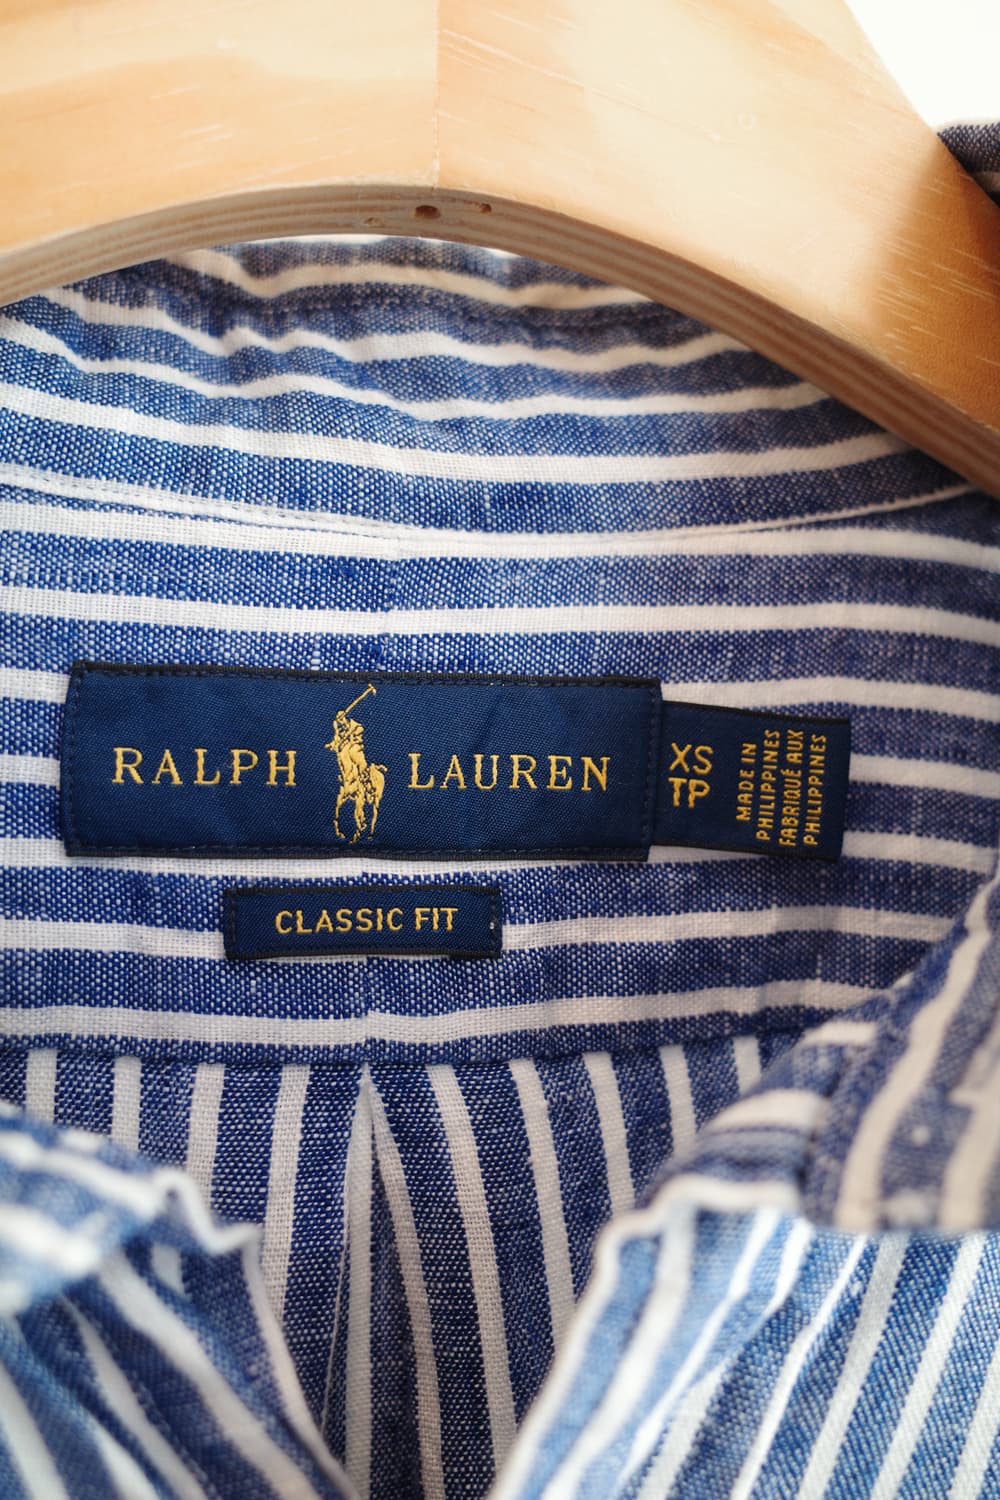 RALPH LAUREN
XS
TP
MADE IN
PHILIPPINES
FABRIQUÉ AUX
PHILIPPINES
CLASSIC FIT